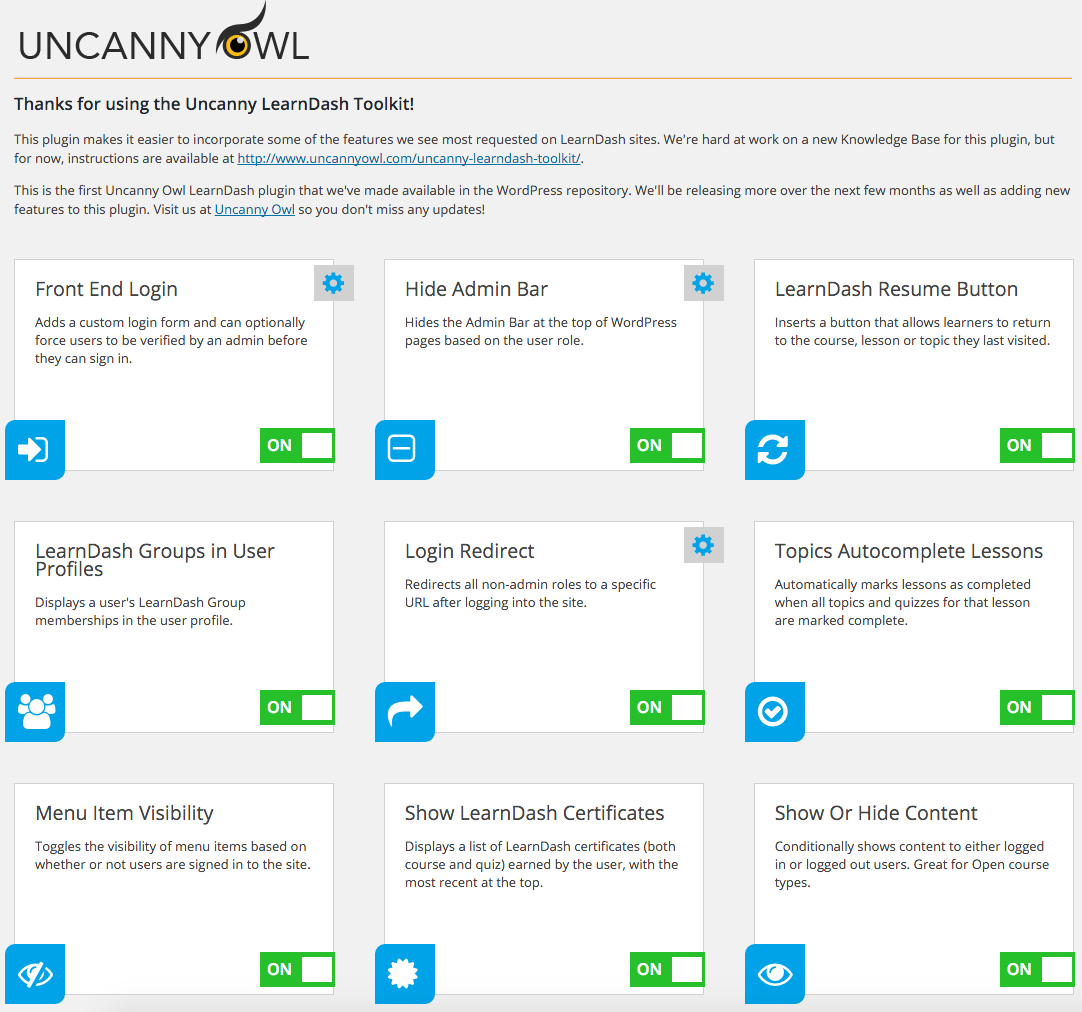 UNCANNY OWL
Thanks for using the Uncanny LearnDash Toolkit!
This plugin makes it easier to incorporate some of the features we see most requested on LearnDash sites. We're hard at work on a new Knowledge Base for this plugin, but
for now, instructions are available at http://www.uncannyowl.com/uncanny-learndash-toolkit/.
This is the first Uncanny Owl LearnDash plugin that we've made available in the WordPress repository. We'll be releasing more over the next few months as well as adding new
features to this plugin. Visit us at Uncanny Owl so you don't miss any updates!
Front End Login
Adds a custom login form and can optionally
force users to be verified by an admin before
they can sign in.
ON
Hide Admin Bar
Hides the Admin Bar at the top of WordPress
pages based on the user role.
ON
LearnDash Resume Button
Inserts a button that allows learners to return
to the course, lesson or topic they last visited.
ON
LearnDash Groups in User
Profiles
Displays a user's LearnDash Group
memberships in the user profile.
ON
Login Redirect
Redirects all non-admin roles to a specific
URL after logging into the site.
ON
Topics Autocomplete Lessons
Automatically marks lessons as completed
when all topics and quizzes for that lesson
are marked complete.
ON
Menu Item Visibility
Toggles the visibility of menu items based on
whether or not users are signed in to the site.
ON
Show LearnDash Certificates
Displays a list of LearnDash certificates (both
course and quiz) earned by the user, with the
most recent at the top.
ON
Show Or Hide Content
Conditionally shows content to either logged
in or logged out users. Great for Open course
types.
ON